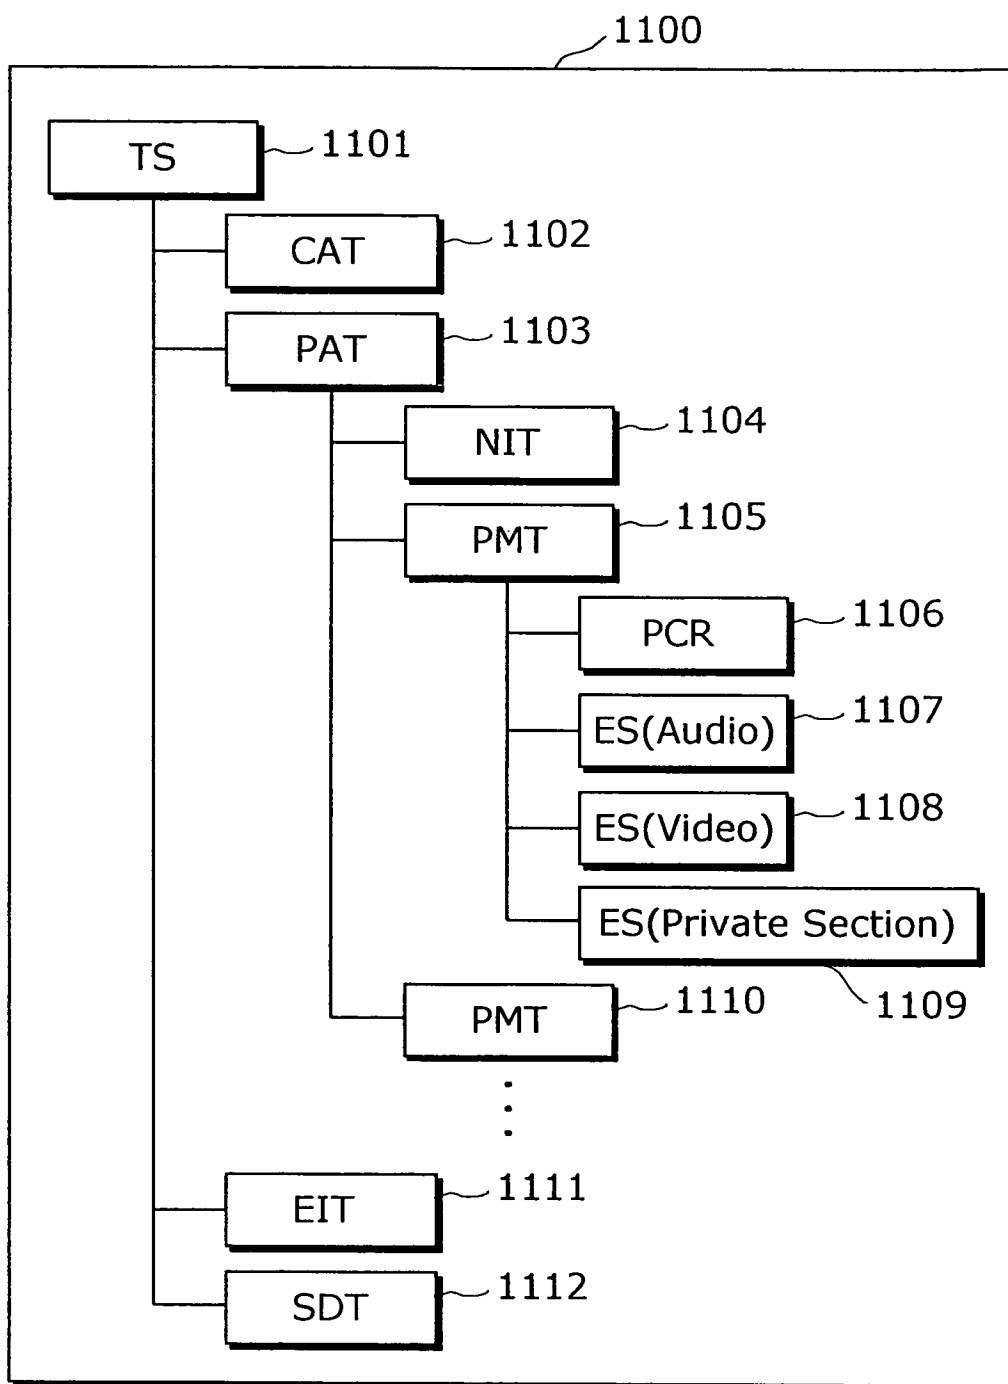 1100
TS 1101
CAT 1102
PAT 1103
NIT 1104
PMT 1105
PCR 1106
ES(Audio) 1107
ES(Video) 1108
ES(Private Section)
1109
PMT 1110
EIT 1111
SDT 1112